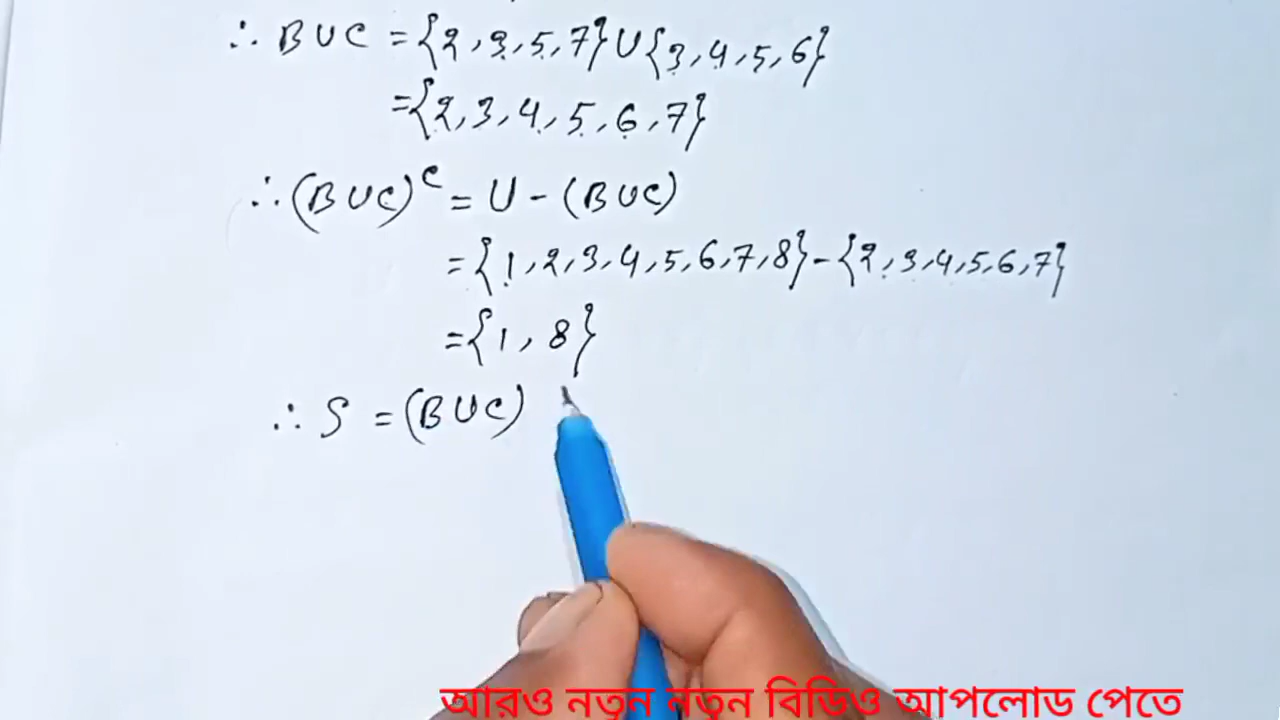 ∴ B∪C = {2, 3, 5, 7} ∪ {3, 4, 5, 6}
= {2, 3, 4, 5, 6, 7}
∴ (B∪C)ᶜ = U - (B∪C)
= {1, 2, 3, 4, 5, 6, 7, 8} - {2, 3, 4, 5, 6, 7}
= {1, 8}
∴ S = (B∪C)
আরও নতুন নতুন বিডিও আপলোড পেতে